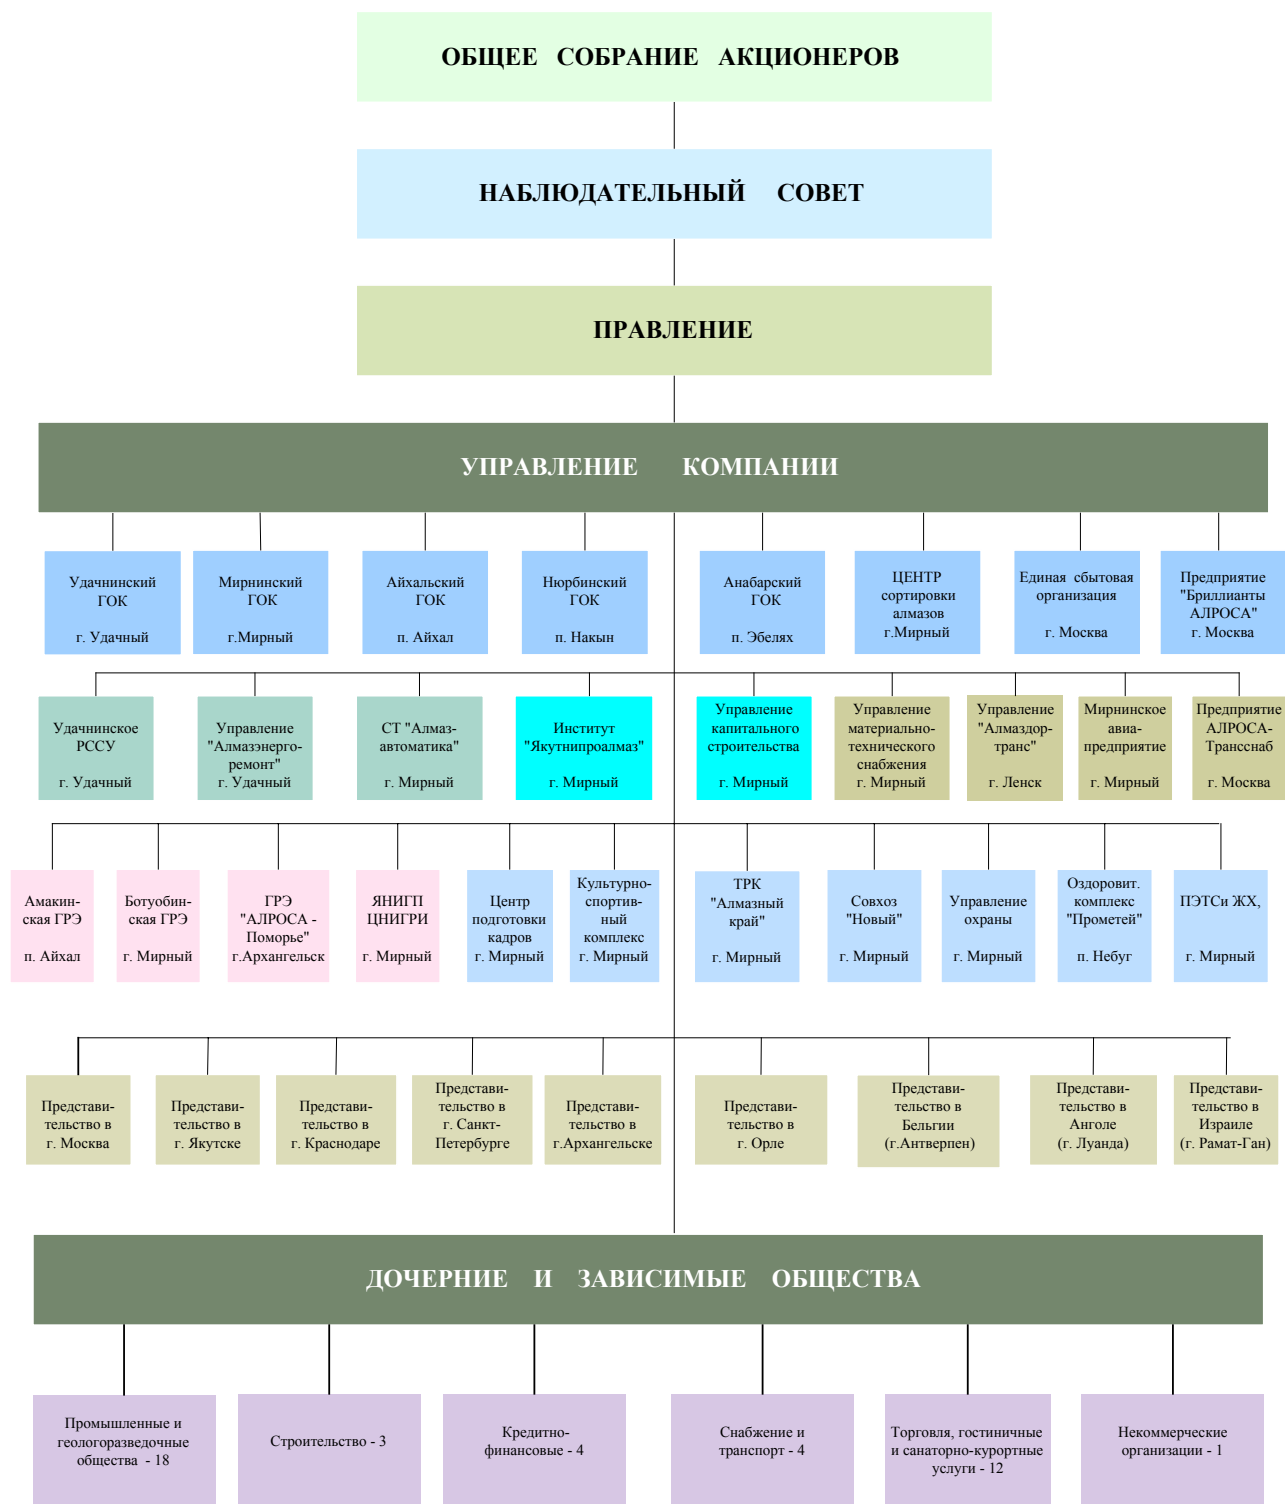 ОБЩЕЕ СОБРАНИЕ АКЦИОНЕРОВ
НАБЛЮДАТЕЛЬНЫЙ СОВЕТ
ПРАВЛЕНИЕ
УПРАВЛЕНИЕ КОМПАНИИ
Удачнинский
ГОК
г. Удачный
Мирнинский
ГОК
г.Мирный
Айхальский
ГОК
п. Айхал
Нюрбинский
ГОК
п. Накын
Анабарский
ГОК
п. Эбелях
ЦЕНТР
сортировки
алмазов
г.Мирный
Единая сбытовая
организация
г. Москва
Предприятие
"Бриллианты
АЛРОСА"
г. Москва
Удачнинское
РССУ
г. Удачный
Управление
"Алмазэнерго-
ремонт"
г. Удачный
СТ "Алмаз-
автоматика"
г. Мирный
Институт
"Якутнипроалмаз"
г. Мирный
Управление
капитального
строительства
г. Мирный
Управление
материально-
технического
снабжения
г. Мирный
Управление
"Алмаздор-
транс"
г. Ленск
Мирнинское
авиа-
предприятие
г. Мирный
Предприятие
АЛРОСА-
Трансснаб
г. Москва
Амакин-
ская ГРЭ
п. Айхал
Ботуобин-
ская ГРЭ
г. Мирный
ГРЭ
"АЛРОСА -
Поморье"
г.Архангельск
ЯНИГП
ЦНИГРИ
г. Мирный
Центр
подготовки
кадров
г. Мирный
Культурно-
спортив-
ный
комплекс
г. Мирный
ТРК
"Алмазный
край"
г. Мирный
Совхоз
"Новый"
г. Мирный
Управление
охраны
г. Мирный
Оздоровит.
комплекс
"Прометей"
п. Небуг
ПЭТСи ЖХ,
г. Мирный
Представи-
тельство в
г. Москва
Представи-
тельство в
г. Якутске
Представи-
тельство в
г. Краснодаре
Представи-
тельство в
г. Санкт-
Петербурге
Представи-
тельство в
г.Архангельске
Представи-
тельство в
г. Орле
Представи-
тельство в
Бельгии
(г.Антверпен)
Представи-
тельство в
Анголе
(г. Луанда)
Представи-
тельство в
Израиле
(г. Рамат-Ган)
ДОЧЕРНИЕ И ЗАВИСИМЫЕ ОБЩЕСТВА
Промышленные и
геологоразведочные
общества - 18
Строительство - 3
Кредитно-
финансовые - 4
Снабжение и
транспорт - 4
Торговля, гостиничные
и санаторно-курортные
услуги - 12
Некоммерческие
организации - 1